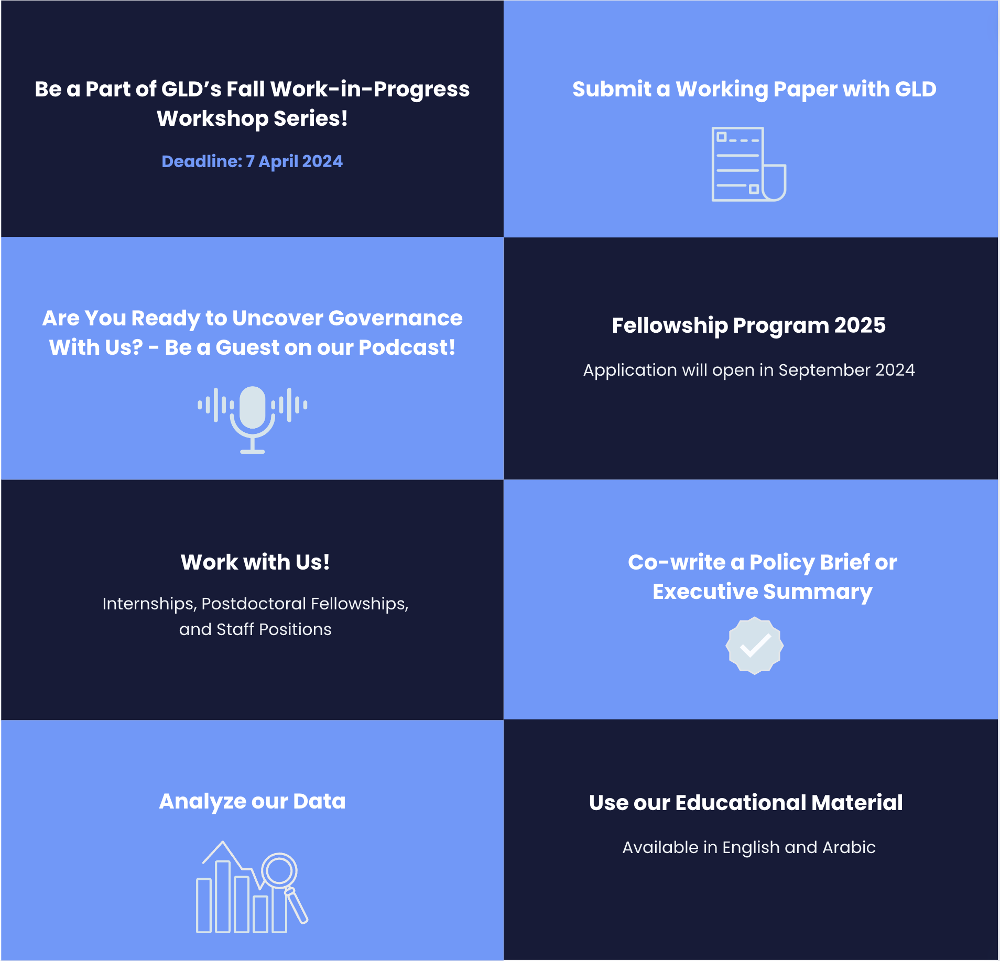 Be a Part of GLD’s Fall Work-in-Progress
Workshop Series!
Deadline: 7 April 2024
Submit a Working Paper with GLD
Are You Ready to Uncover Governance
With Us? - Be a Guest on our Podcast!
Fellowship Program 2025
Application will open in September 2024
Work with Us!
Internships, Postdoctoral Fellowships,
and Staff Positions
Co-write a Policy Brief or
Executive Summary
Analyze our Data
Use our Educational Material
Available in English and Arabic